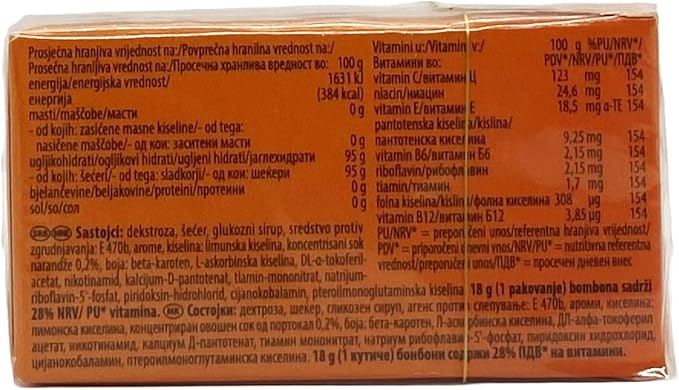 Prosječna hranjiva vrijednost na:/Povprečna hranilna vrednost na:/
Prosečna hranljiva vrednost na:/Просечна хранлива вредност во: 100 g
energija/energijska vrednost/ 1631 kJ
енергија (384 kcal)
masti/maščobe/масти 0 g
- od kojih: zasićene masne kiseline/- od tega:
nasičene maščobe/- од кои: заситени масти 0 g
ugljikohidrati/ogljikovi hidrati/ugljeni hidrati/јаглехидрати 95 g
- od kojih: šećeri/- od tega: sladkorji/- од кои: шеќери 95 g
bjelančevine/beljakovine/proteini/протеини 0 g
sol/so/сол 0 g
Vitamini u:/Vitamini v:/ 100 g %PU/NRV*/
Витамини во: PDV*/NRV/PU*/ПДВ*
vitamin C/витамин Ц 123 mg 154
niacin/ниацин 24,6 mg 154
vitamin E/витамин Е 18,5 mg α-TE 154
pantotenska kiselina/kislina/
пантотенска киселина 9,25 mg 154
vitamin B6/витамин Б6 2,15 mg 154
riboflavin/рибофлавин 2,15 mg 154
tiamin/тиамин 1,7 mg 154
folna kiselina/kislina/фолна киселина 308 µg 154
vitamin B12/витамин Б12 3,85 µg 154
PU/NRV* = preporučeni unos/referentna hranjiva vrijednost/
PDV* = priporočeni dnevni vnos/NRV/PU* = nutritivna referentna
vrednost/preporučeni unos/ПДВ* = просечен дневен внес
SRB MNE Sastojci: dekstroza, šećer, glukozni sirup, sredstvo protiv
zgrudnjavanja: E 470b, arome, kiselina: limunska kiselina, koncentrisani sok
narandže 0,2%, boja: beta-karoten, L-askorbinska kiselina, DL-α-tokoferil-
acetat, nikotinamid, kalcijum-D-pantotenat, tiamin-mononitrat, natrijum-
riboflavin-5'-fosfat, piridoksin-hidrohlorid, cijanokobalamin, pteroilmonoglutaminska kiselina. 18 g (1 pakovanje) bombona sadrži
28% NRV/ PU* vitamina. MK Состојки: декстроза, шеќер, гликозен сируп, агенс против слепување: Е 470b, ароми, киселина:
лимонска киселина, концентриран овошен сок од портокал 0,2%, боја: бета-каротен, Л-аскорбинска киселина, ДЛ-алфа-токоферил
ацетат, никотинамид, калциум Д-пантотенат, тиамин мононитрат, натриум рибофлавин-5'-фосфат, пиридоксин хидрохлорид,
цијанокобаламин, птероилмоноглутаминска киселина. 18 g (1 кутиче) бонбони содржи 28% ПДВ* на витамини.